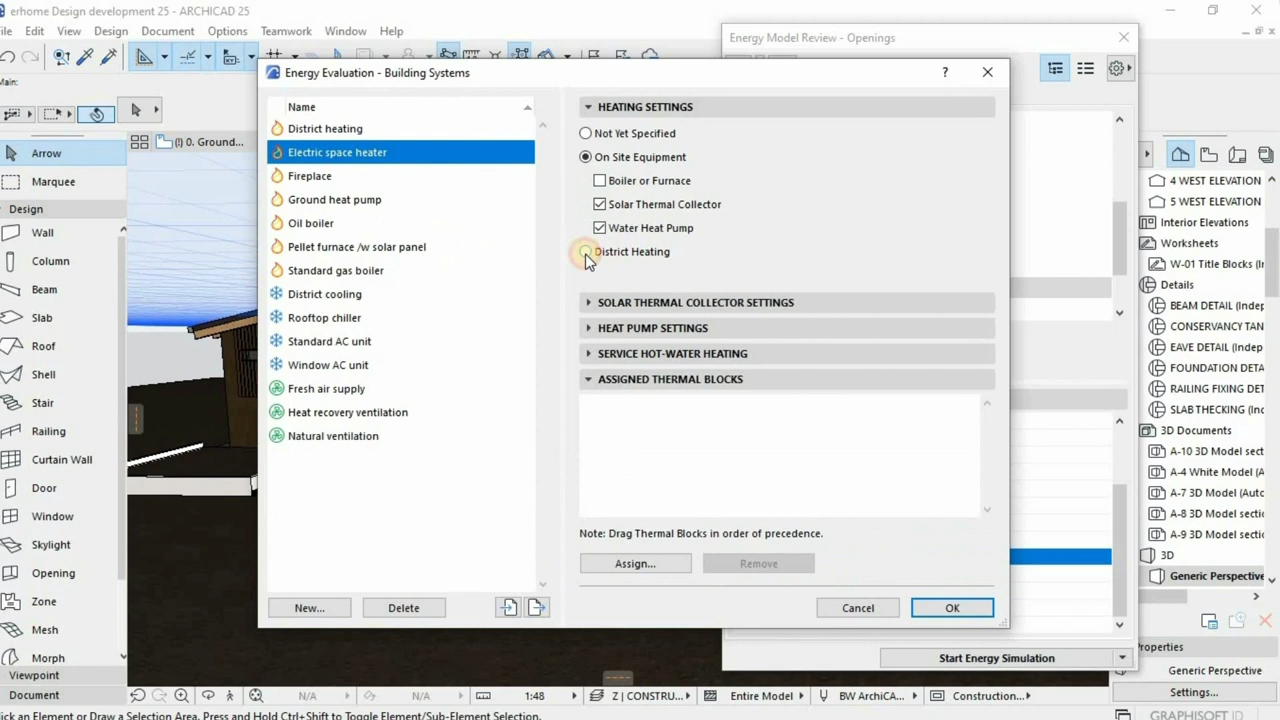 erhome Design development 25 - ARCHICAD 25
File Edit View Design Document Options Teamwork Window Help
Energy Model Review - Openings
Energy Evaluation - Building Systems
?
Main:
(!) 0. Ground...
Arrow
Marquee
Design
Wall
Column
Beam
Slab
Roof
Shell
Stair
Railing
Curtain Wall
Door
Window
Skylight
Opening
Zone
Mesh
Morph
Viewpoint
Document
Name
District heating
Electric space heater
Fireplace
Ground heat pump
Oil boiler
Pellet furnace /w solar panel
Standard gas boiler
District cooling
Rooftop chiller
Standard AC unit
Window AC unit
Fresh air supply
Heat recovery ventilation
Natural ventilation
New...
Delete
HEATING SETTINGS
Not Yet Specified
On Site Equipment
Boiler or Furnace
Solar Thermal Collector
Water Heat Pump
District Heating
SOLAR THERMAL COLLECTOR SETTINGS
HEAT PUMP SETTINGS
SERVICE HOT-WATER HEATING
ASSIGNED THERMAL BLOCKS
Note: Drag Thermal Blocks in order of precedence.
Assign...
Remove
Cancel
OK
Start Energy Simulation
4 WEST ELEVATION
5 WEST ELEVATION
Interior Elevations
Worksheets
W-01 Title Blocks (I
Details
BEAM DETAIL (Indep
CONSERVANCY TAN
EAVE DETAIL (Indep
FOUNDATION DETA
RAILING FIXING DET
SLAB THECKING (Inc
3D Documents
A-10 3D Model sect
A-4 White Model (A
A-7 3D Model (Auto
A-8 3D Model sectio
A-9 3D Model sectio
3D
Generic Perspective
Properties
Generic Perspective
Settings...
N/A
N/A
1:48
Z | CONSTRU...
Entire Model
BW ArchiCA...
Construction...
Click an Element or Draw a Selection Area. Press and Hold Ctrl+Shift to Toggle Element/Sub-Element Selection.
GRAPHISOFT ID